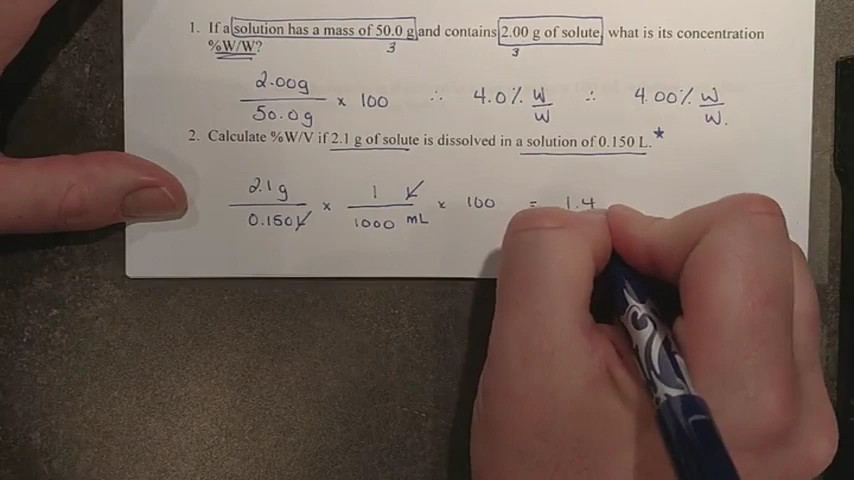 1. If a solution has a mass of 50.0 g and contains 2.00 g of solute, what is its concentration
3 3
%W/W?
2.00g
50.0g
× 100 ∴ 4.0% W/W ∴ 4.00% W/W.
2. Calculate %W/V if 2.1 g of solute is dissolved in a solution of 0.150 L.*
2.1g
0.150L
×
1 L
1000 mL
× 100 = 1.4